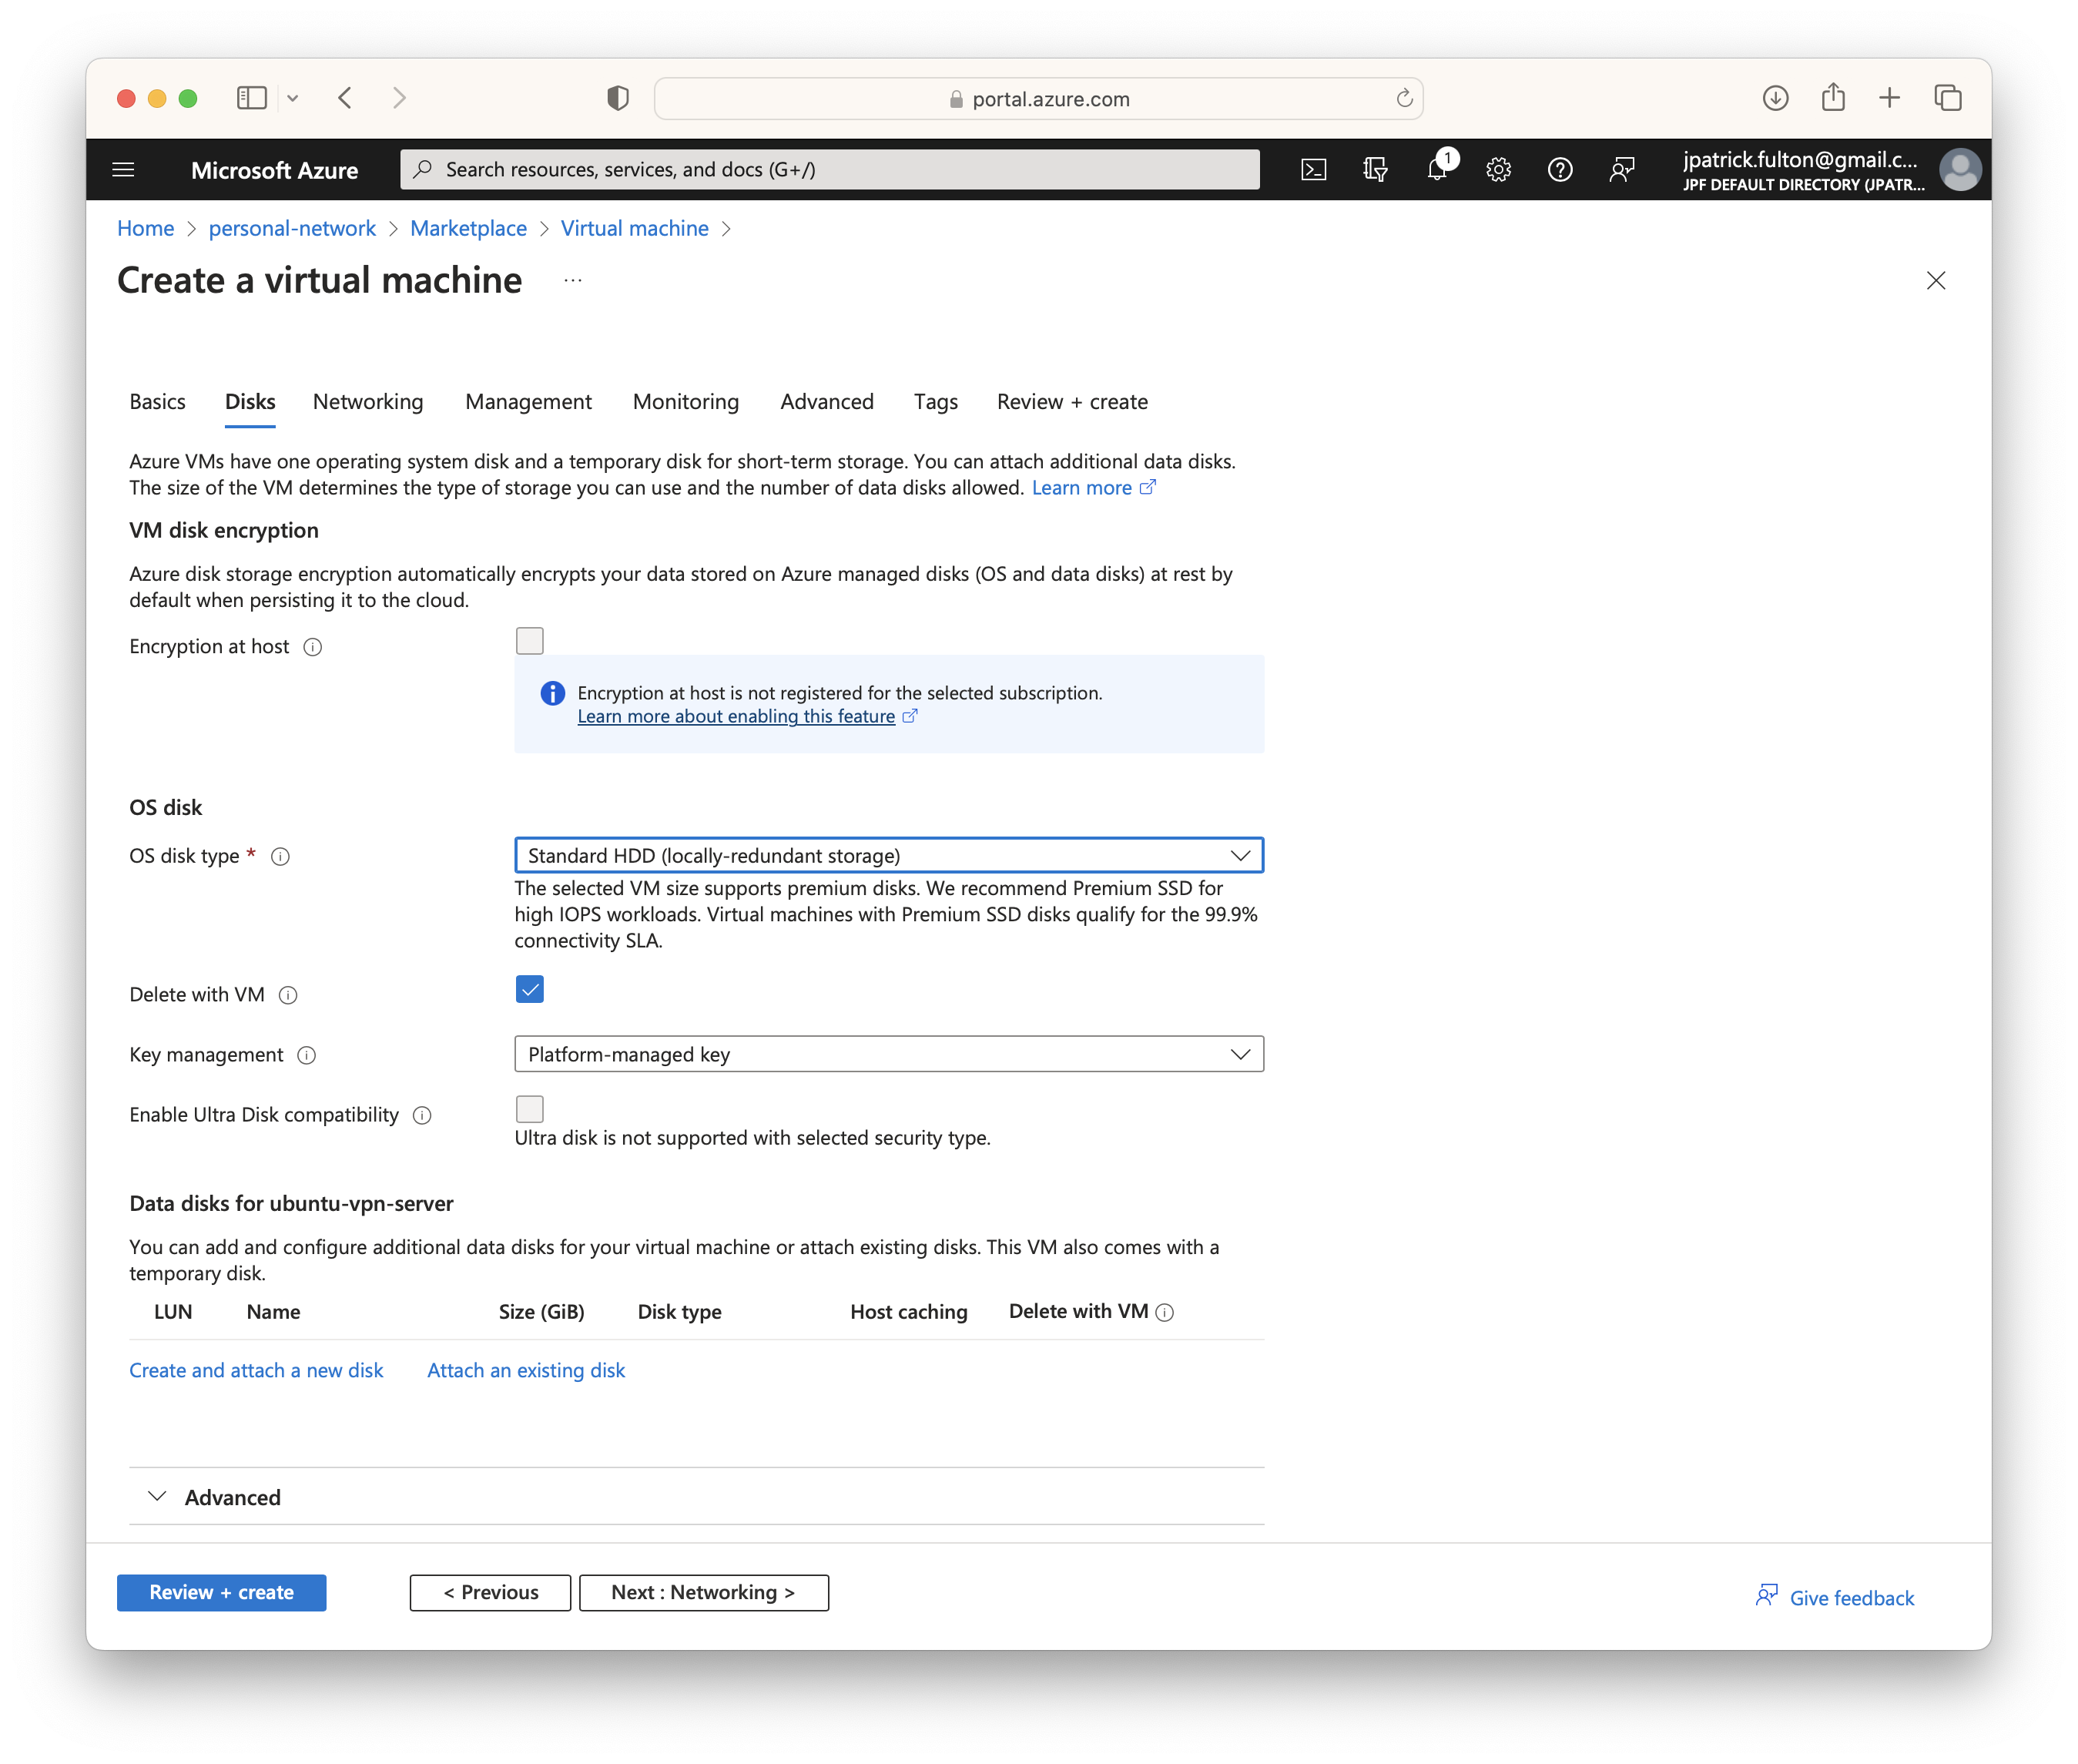 portal.azure.com
Microsoft Azure
Search resources, services, and docs (G+/)
1
jpatrick.fulton@gmail.c...
JPF DEFAULT DIRECTORY (JPATR...
Home > personal-network > Marketplace > Virtual machine >
Create a virtual machine ...
Basics Disks Networking Management Monitoring Advanced Tags Review + create
Azure VMs have one operating system disk and a temporary disk for short-term storage. You can attach additional data disks.
The size of the VM determines the type of storage you can use and the number of data disks allowed. Learn more
VM disk encryption
Azure disk storage encryption automatically encrypts your data stored on Azure managed disks (OS and data disks) at rest by
default when persisting it to the cloud.
Encryption at host
Encryption at host is not registered for the selected subscription.
Learn more about enabling this feature
OS disk
OS disk type *
Standard HDD (locally-redundant storage)
The selected VM size supports premium disks. We recommend Premium SSD for
high IOPS workloads. Virtual machines with Premium SSD disks qualify for the 99.9%
connectivity SLA.
Delete with VM
Key management
Platform-managed key
Enable Ultra Disk compatibility
Ultra disk is not supported with selected security type.
Data disks for ubuntu-vpn-server
You can add and configure additional data disks for your virtual machine or attach existing disks. This VM also comes with a
temporary disk.
LUN Name Size (GiB) Disk type Host caching Delete with VM
Create and attach a new disk Attach an existing disk
Advanced
Review + create
< Previous
Next : Networking >
Give feedback